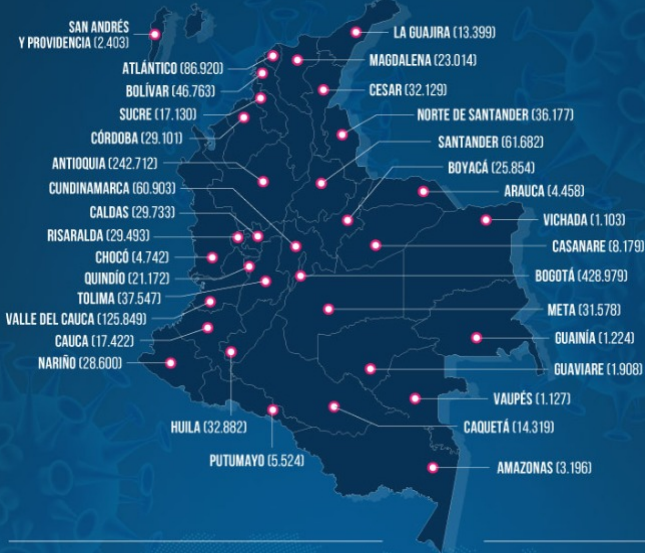 SAN ANDRÉS
Y PROVIDENCIA (2.403)
ATLÁNTICO (86.920)
BOLÍVAR (46.763)
SUCRE (17.130)
CÓRDOBA (29.101)
ANTIOQUIA (242.712)
CUNDINAMARCA (60.903)
CALDAS (29.733)
RISARALDA (29.493)
CHOCÓ (4.742)
QUINDÍO (21.172)
TOLIMA (37.547)
VALLE DEL CAUCA (125.849)
CAUCA (17.422)
NARIÑO (28.600)
HUILA (32.882)
PUTUMAYO (5.524)
LA GUAJIRA (13.399)
MAGDALENA (23.014)
CESAR (32.129)
NORTE DE SANTANDER (36.177)
SANTANDER (61.682)
BOYACÁ (25.854)
ARAUCA (4.458)
VICHADA (1.103)
CASANARE (8.179)
BOGOTÁ (428.979)
META (31.578)
GUAINÍA (1.224)
GUAVIARE (1.908)
VAUPÉS (1.127)
CAQUETÁ (14.319)
AMAZONAS (3.196)